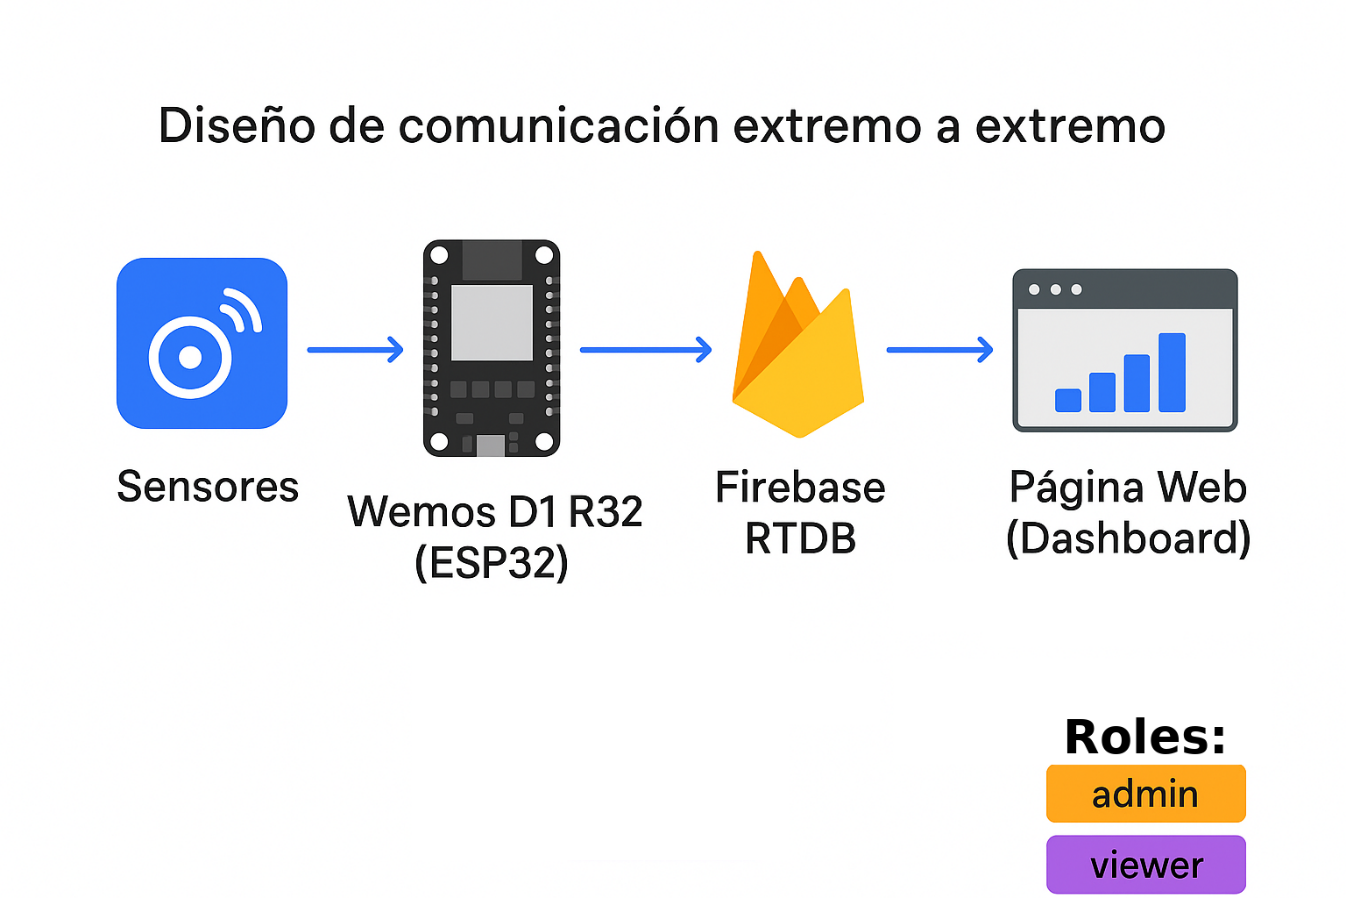 Diseño de comunicación extremo a extremo
Sensores
Wemos D1 R32
(ESP32)
Firebase
RTDB
Página Web
(Dashboard)
Roles:
admin
viewer